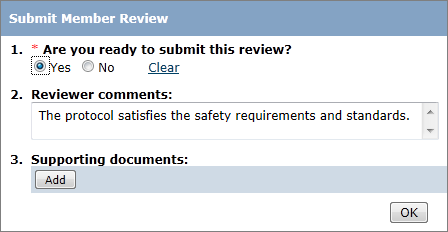 Submit Member Review
1. * Are you ready to submit this review?
Yes No Clear
2. Reviewer comments:
The protocol satisfies the safety requirements and standards.
3. Supporting documents:
Add
OK